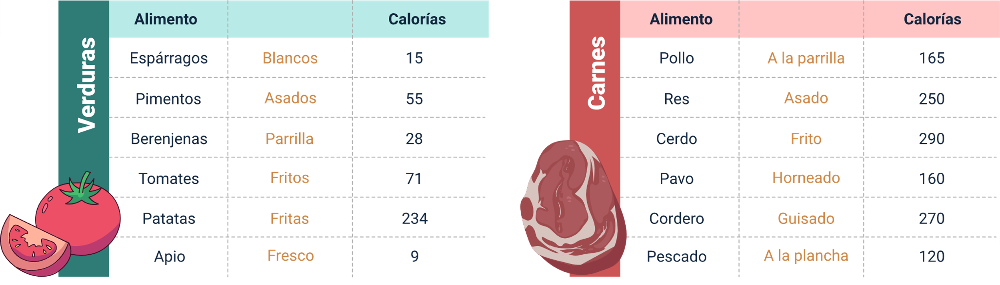 Verduras
Alimento Calorías
Espárragos Blancos 15
Pimentos Asados 55
Berenjenas Parrilla 28
Tomates Fritos 71
Patatas Fritas 234
Apio Fresco 9
Carnes
Alimento Calorías
Pollo A la parrilla 165
Res Asado 250
Cerdo Frito 290
Pavo Horneado 160
Cordero Guisado 270
Pescado A la plancha 120